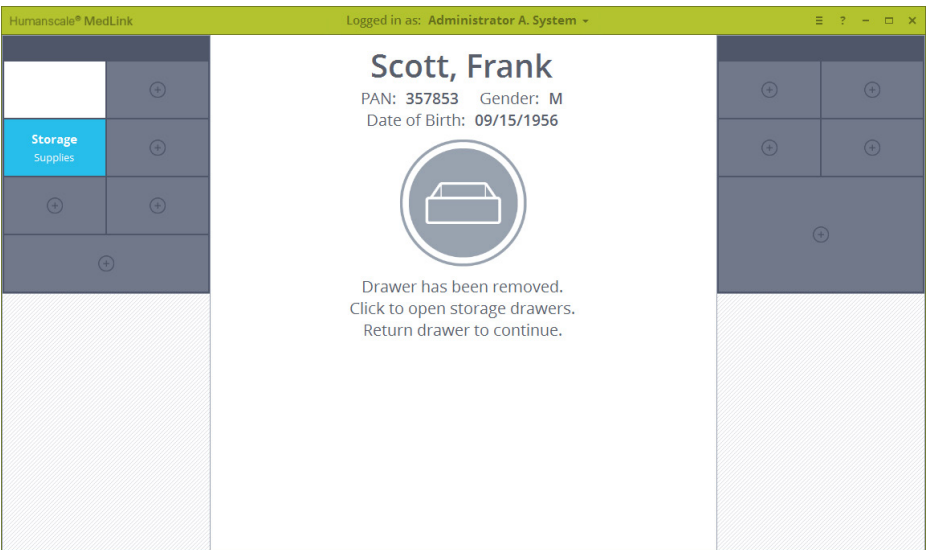 Humanscale® MedLink
Logged in as: Administrator A. System
?
Scott, Frank
PAN: 357853 Gender: M
Date of Birth: 09/15/1956
Storage
Supplies
Drawer has been removed.
Click to open storage drawers.
Return drawer to continue.